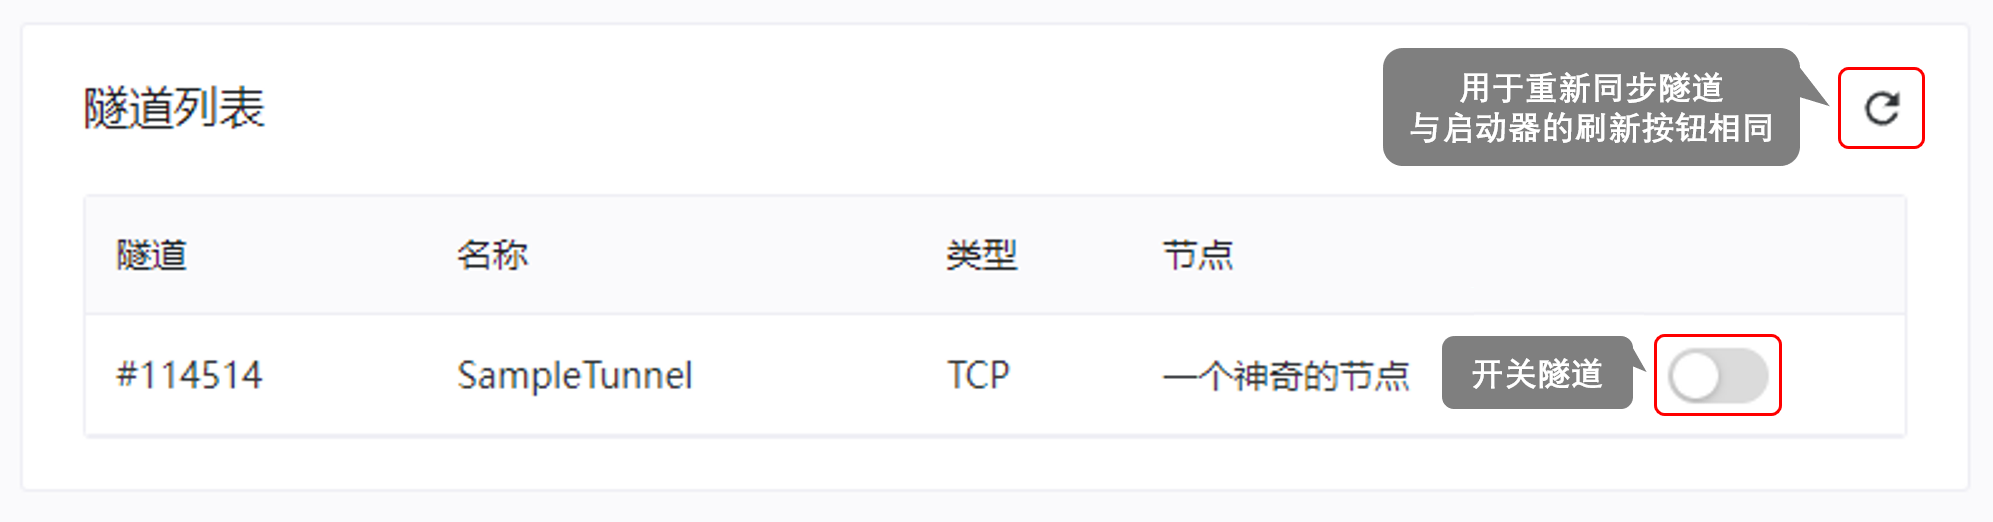 隧道列表
用于重新同步隧道
与启动器的刷新按钮相同
隧道 名称 类型 节点
#114514 SampleTunnel TCP 一个神奇的节点 开关隧道